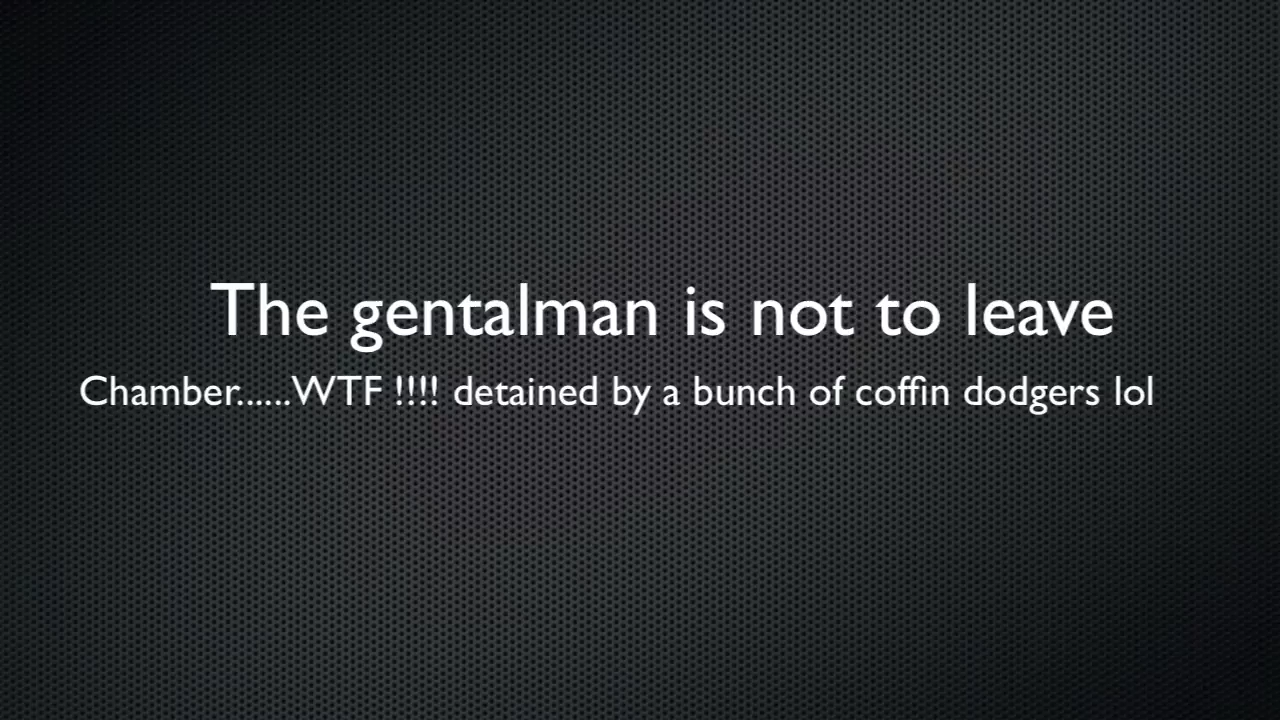 The gentalman is not to leave
Chamber......WTF !!!! detained by a bunch of coffin dodgers lol